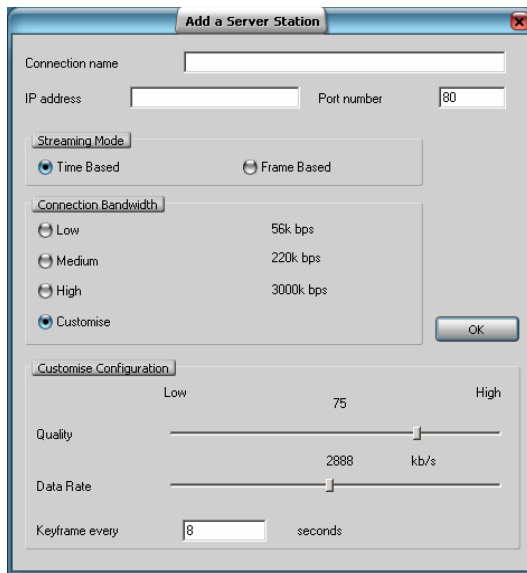 Add a Server Station
Connection name
IP address Port number 80
Streaming Mode
Time Based Frame Based
Connection Bandwidth
Low 56k bps
Medium 220k bps
High 3000k bps
Customise
OK
Customise Configuration
Low 75 High
Quality
2888 kb/s
Data Rate
Keyframe every 8 seconds